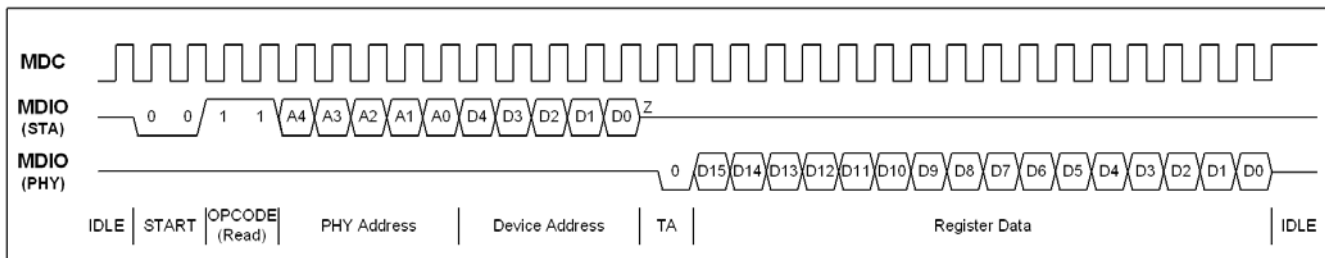 MDC
MDIO
(STA)
0 0 1 1 A4 A3 A2 A1 A0 D4 D3 D2 D1 D0 Z
MDIO
(PHY)
0 D15 D14 D13 D12 D11 D10 D9 D8 D7 D6 D5 D4 D3 D2 D1 D0
IDLE START OPCODE (Read) PHY Address Device Address TA Register Data IDLE